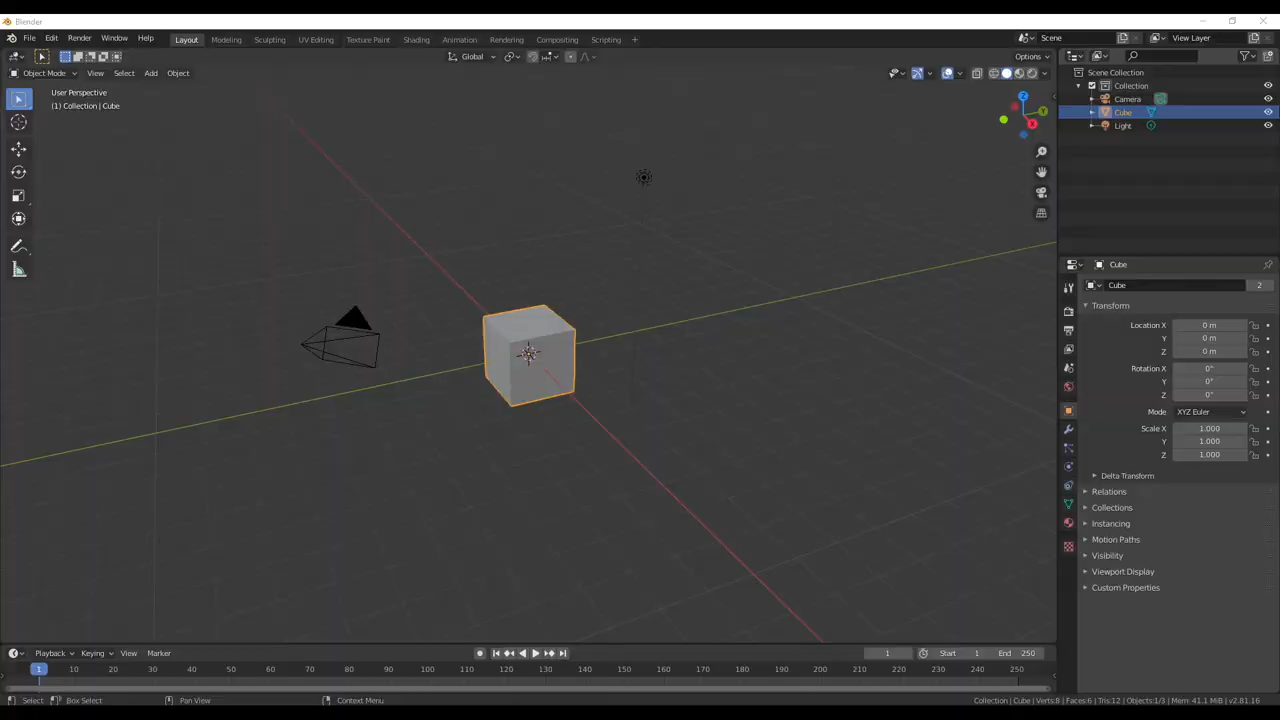 Blender
File Edit Render Window Help
Layout Modeling Sculpting UV Editing Texture Paint Shading Animation Rendering Compositing Scripting +
Scene
View Layer
Global
Options
Object Mode View Select Add Object
User Perspective
(1) Collection | Cube
Z
Y
X
Scene Collection
Collection
Camera
Cube
Light
Cube
Cube 2
Transform
Location X 0 m
Y 0 m
Z 0 m
Rotation X 0°
Y 0°
Z 0°
Mode XYZ Euler
Scale X 1.000
Y 1.000
Z 1.000
Delta Transform
Relations
Collections
Instancing
Motion Paths
Visibility
Viewport Display
Custom Properties
Playback Keying View Marker
1 Start 1 End 250
1 10 20 30 40 50 60 70 80 90 100 110 120 130 140 150 160 170 180 190 200 210 220 230 240 250
Select Box Select Pan View Context Menu
Collection | Cube | Verts:8 | Faces:6 | Tris:12 | Objects:1/3 | Mem: 41.1 MiB | v2.81.16